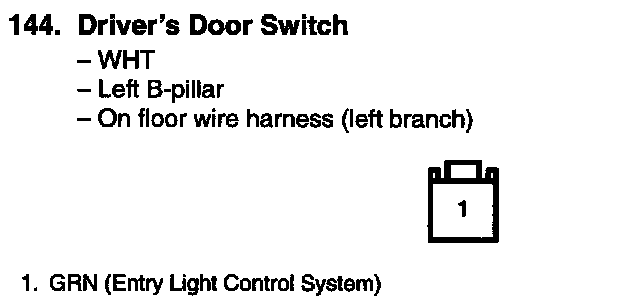 144. Driver's Door Switch
– WHT
– Left B-pillar
– On floor wire harness (left branch)
1
1. GRN (Entry Light Control System)